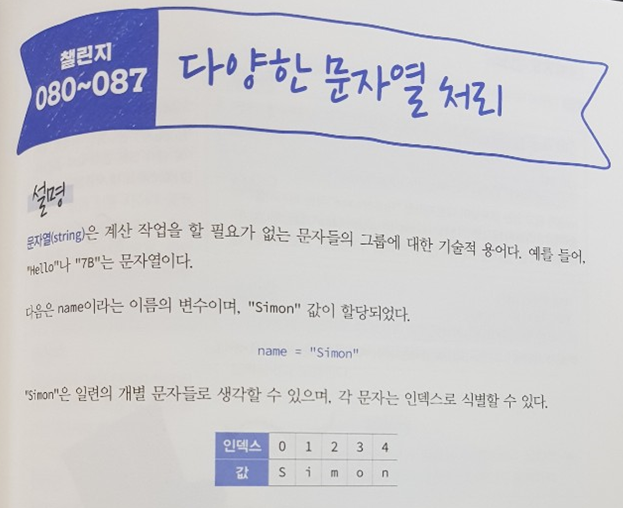 챌린지
080~087
다양한 문자열 처리
설명
문자열(string)은 계산 작업을 할 필요가 없는 문자들의 그룹에 대한 기술적 용어다. 예를 들어,
"Hello"나 "7B"는 문자열이다.
다음은 name이라는 이름의 변수이며, "Simon" 값이 할당되었다.
name = "Simon"
"Simon"은 일련의 개별 문자들로 생각할 수 있으며, 각 문자는 인덱스로 식별할 수 있다.
인덱스 0 1 2 3 4
값 S i m o n